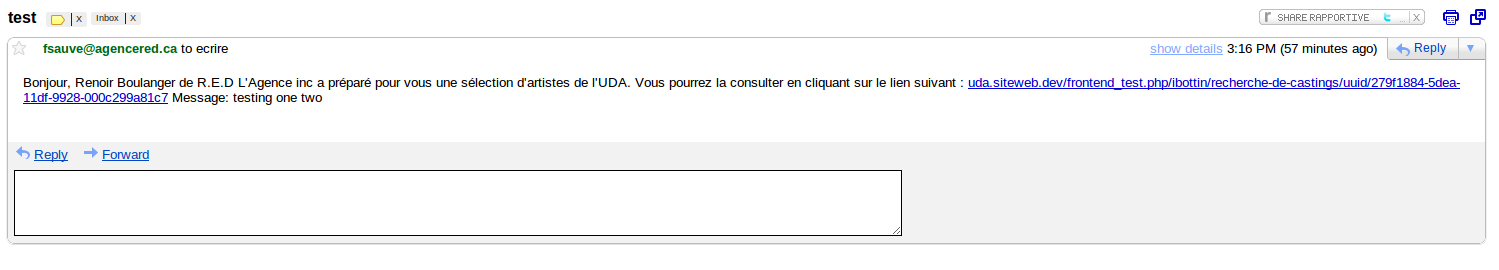 test Inbox X X SHARE RAPPORTIVE ... X
fsauve@agencered.ca to ecrire show details 3:16 PM (57 minutes ago) Reply
Bonjour, Renoir Boulanger de R.E.D L'Agence inc a préparé pour vous une sélection d'artistes de l'UDA. Vous pourrez la consulter en cliquant sur le lien suivant : uda.siteweb.dev/frontend_test.php/ibottin/recherche-de-castings/uuid/279f1884-5dea-
11df-9928-000c299a81c7 Message: testing one two
Reply Forward